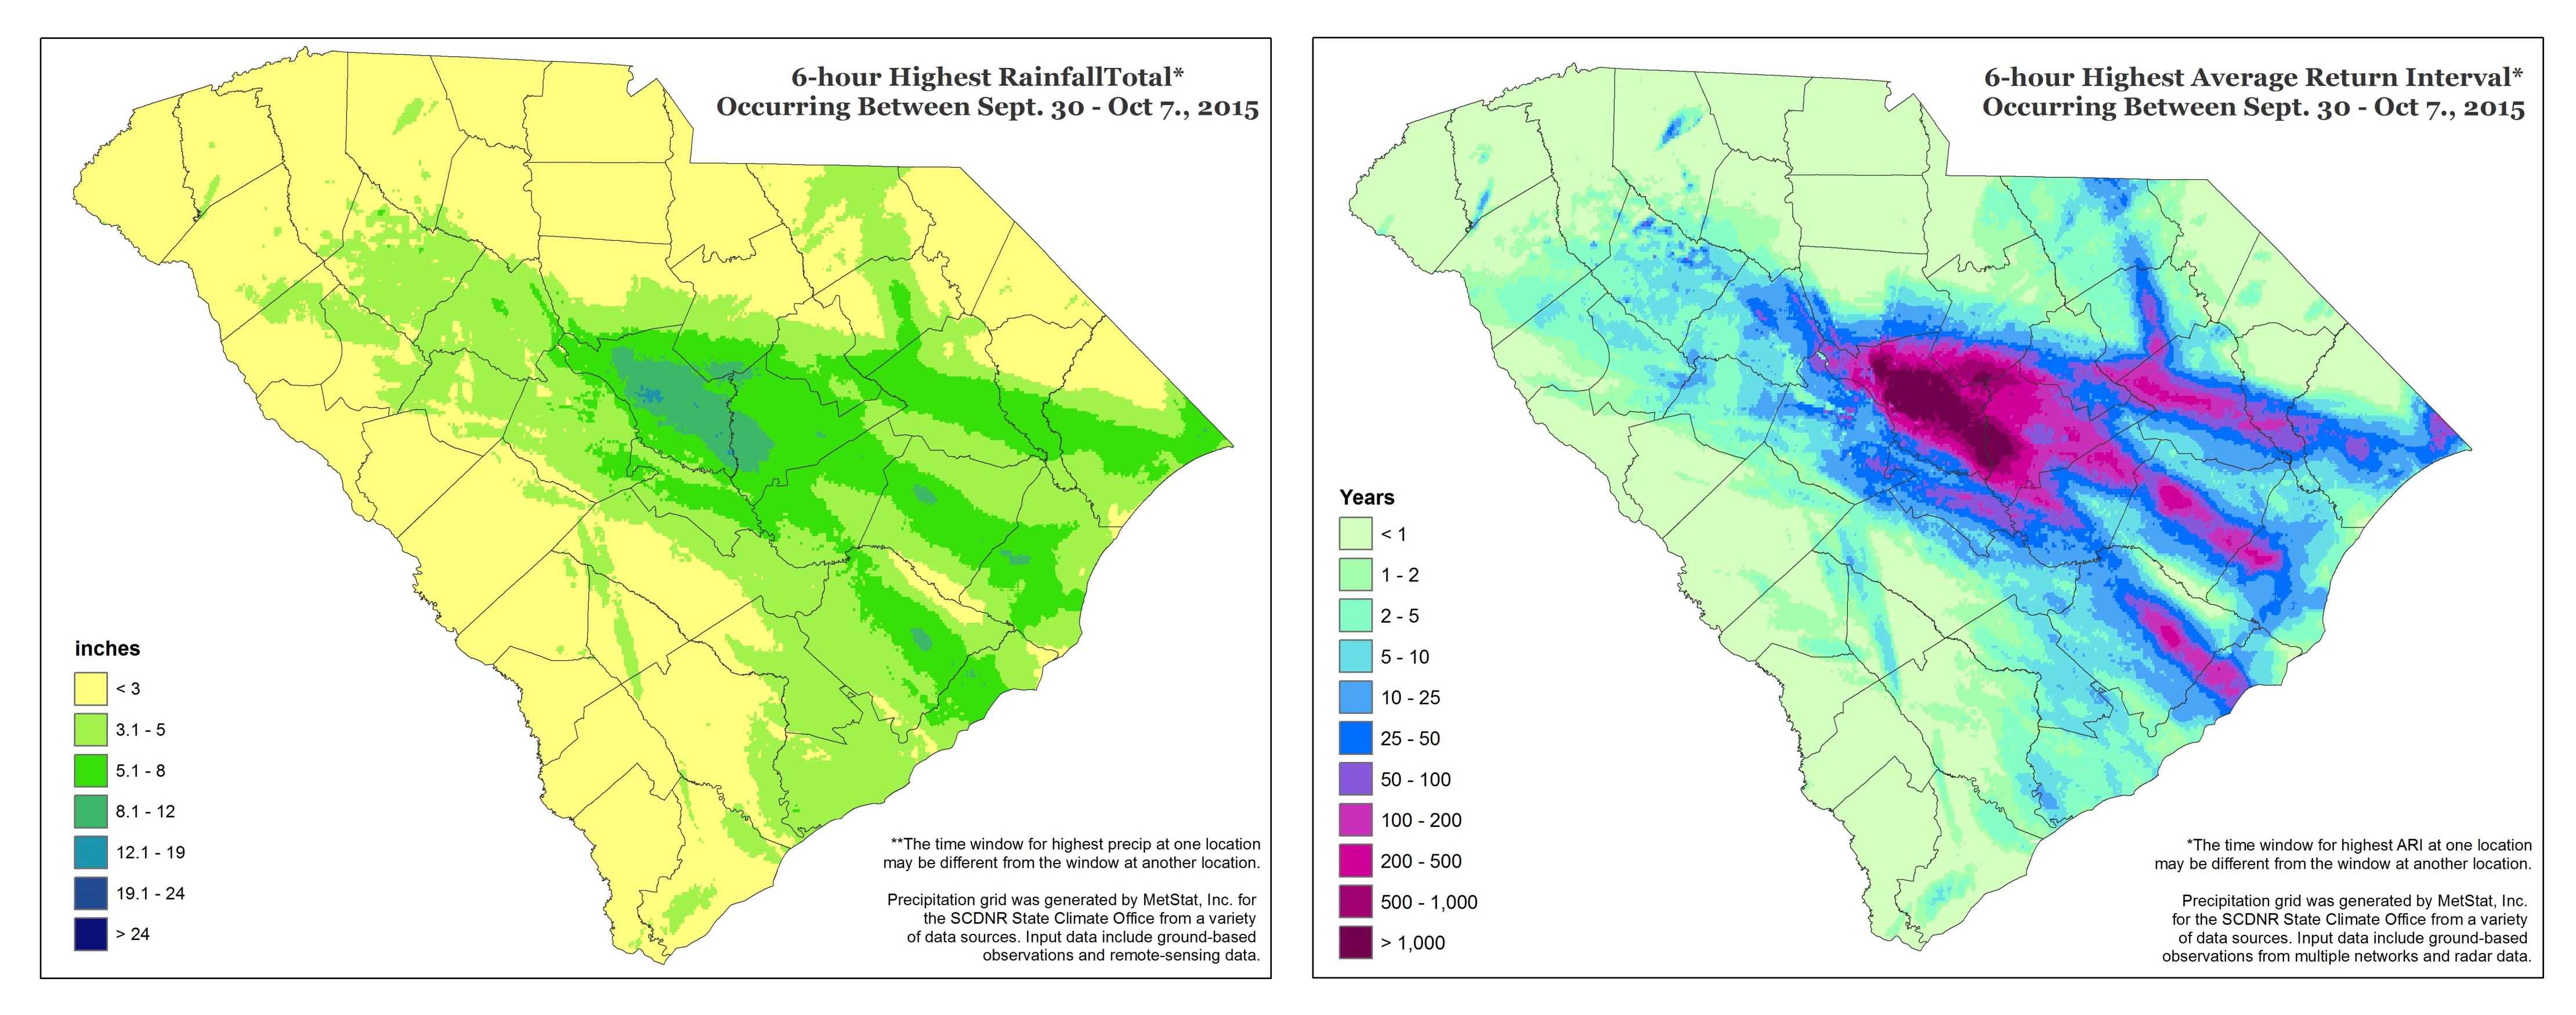 6-hour Highest RainfallTotal*
Occurring Between Sept. 30 - Oct 7., 2015
inches
< 3
3.1 - 5
5.1 - 8
8.1 - 12
12.1 - 19
19.1 - 24
> 24
**The time window for highest precip at one location
may be different from the window at another location.
Precipitation grid was generated by MetStat, Inc. for
the SCDNR State Climate Office from a variety
of data sources. Input data include ground-based
observations and remote-sensing data.
6-hour Highest Average Return Interval*
Occurring Between Sept. 30 - Oct 7., 2015
Years
< 1
1 - 2
2 - 5
5 - 10
10 - 25
25 - 50
50 - 100
100 - 200
200 - 500
500 - 1,000
> 1,000
*The time window for highest ARI at one location
may be different from the window at another location.
Precipitation grid was generated by MetStat, Inc.
for the SCDNR State Climate Office from a variety
of data sources. Input data include ground-based
observations from multiple networks and radar data.